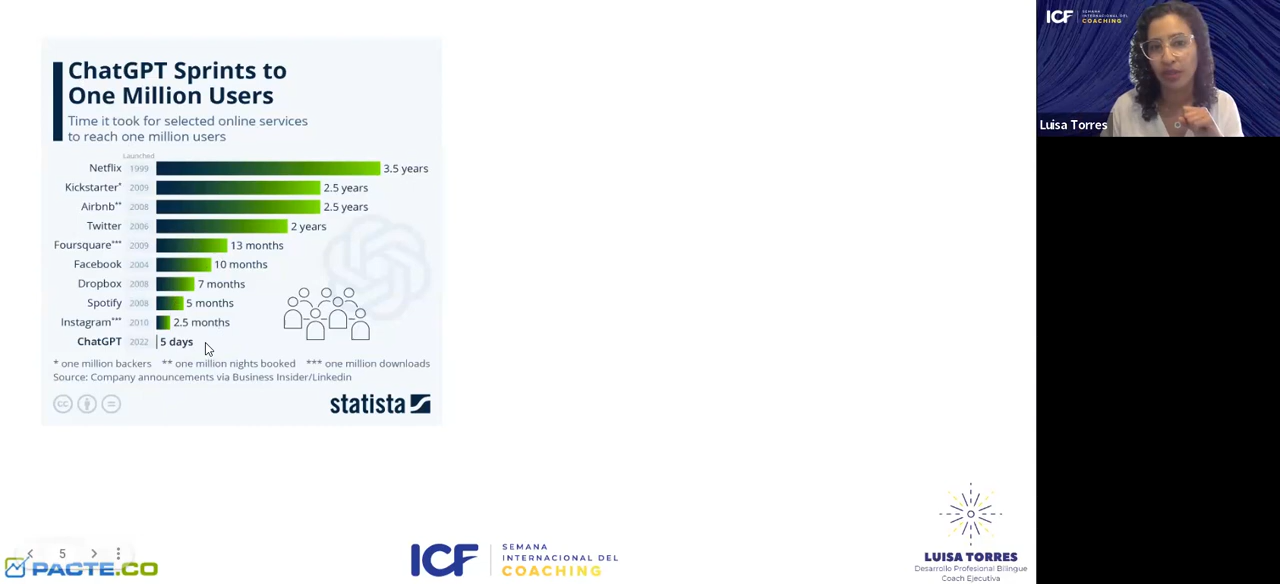 ChatGPT Sprints to
One Million Users
Time it took for selected online services
to reach one million users
Launched
Netflix 1999 3.5 years
Kickstarter* 2009 2.5 years
Airbnb** 2008 2.5 years
Twitter 2006 2 years
Foursquare*** 2009 13 months
Facebook 2004 10 months
Dropbox 2008 7 months
Spotify 2008 5 months
Instagram*** 2010 2.5 months
ChatGPT 2022 5 days
* one million backers ** one million nights booked *** one million downloads
Source: Company announcements via Business Insider/Linkedin
cc
statista
5
PACTE.CO
ICF
SEMANA
INTERNACIONAL DEL
COACHING
LUISA TORRES
Desarrollo Profesional Bilingue
Coach Ejecutiva
ICF
SEMANA
INTERNACIONAL DEL
COACHING
Luisa Torres